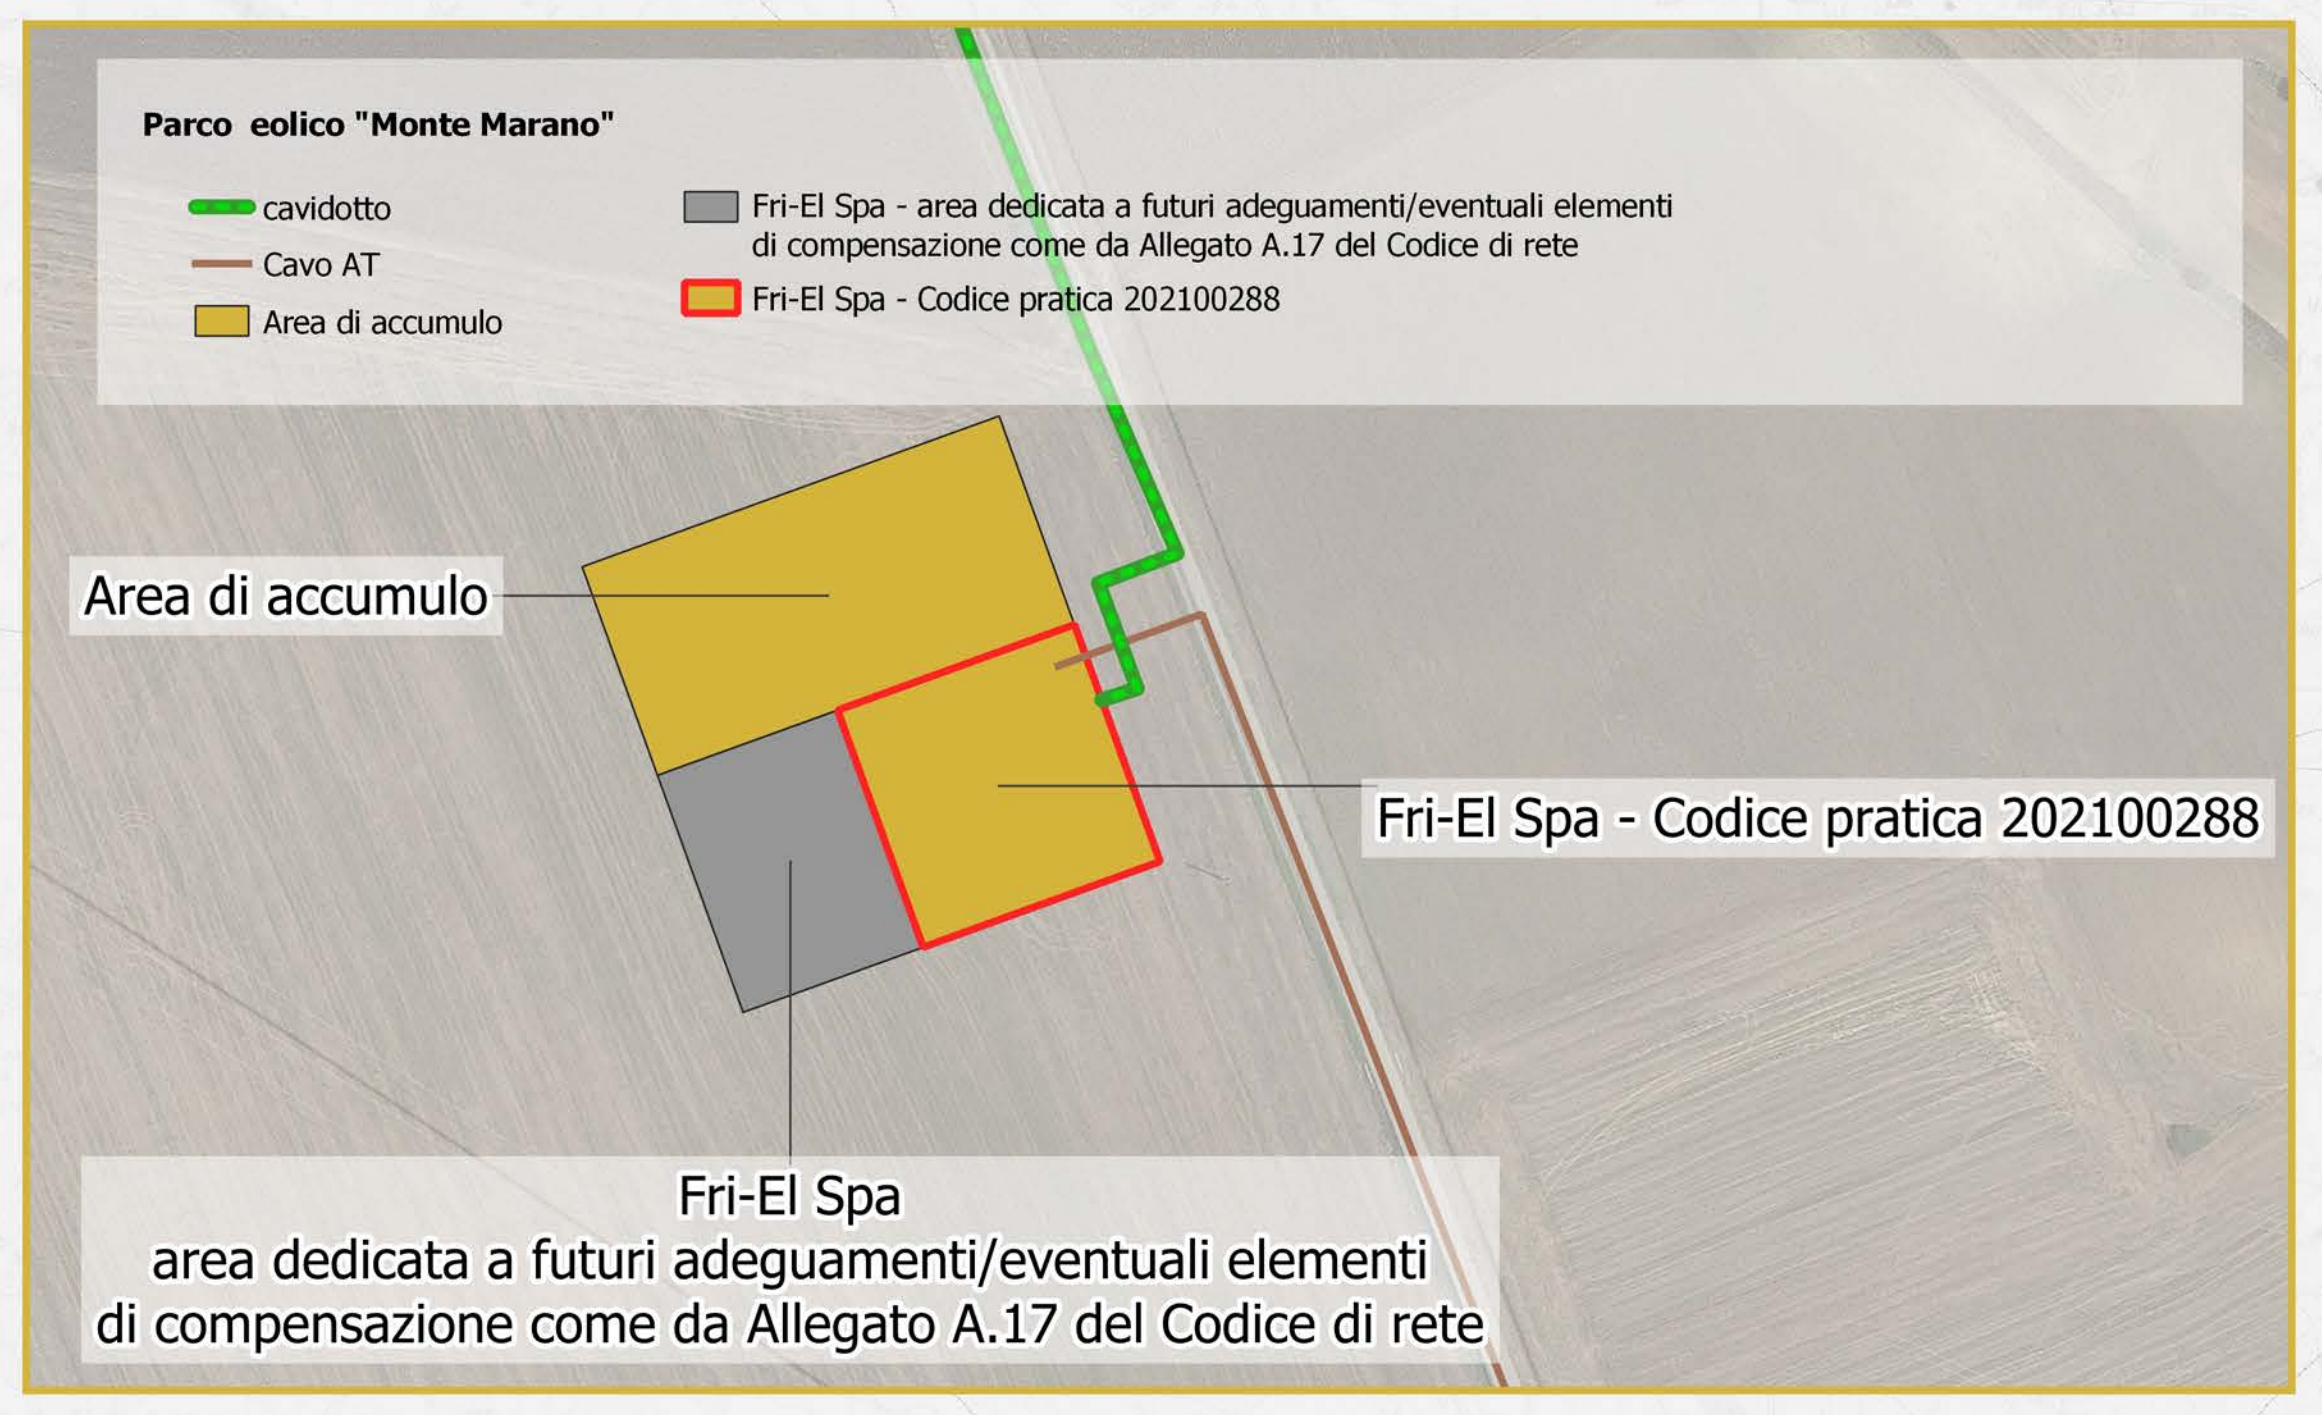 Parco eolico "Monte Marano"
cavidotto
Cavo AT
Area di accumulo
Fri-El Spa - area dedicata a futuri adeguamenti/eventuali elementi
di compensazione come da Allegato A.17 del Codice di rete
Fri-El Spa - Codice pratica 202100288
Area di accumulo
Fri-El Spa - Codice pratica 202100288
Fri-El Spa
area dedicata a futuri adeguamenti/eventuali elementi
di compensazione come da Allegato A.17 del Codice di rete